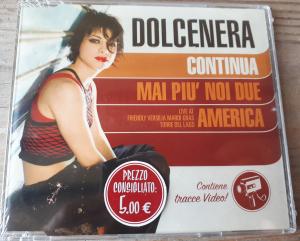 DOLCENERA
CONTINUA
MAI PIU' NOI DUE
LIVE AT
FRIENDLY VERSILIA MARDI GRAS
TORRE DEL LAGO
AMERICA
PREZZO
CONSIGLIATO:
5,00 €
Contiene
tracce Video!